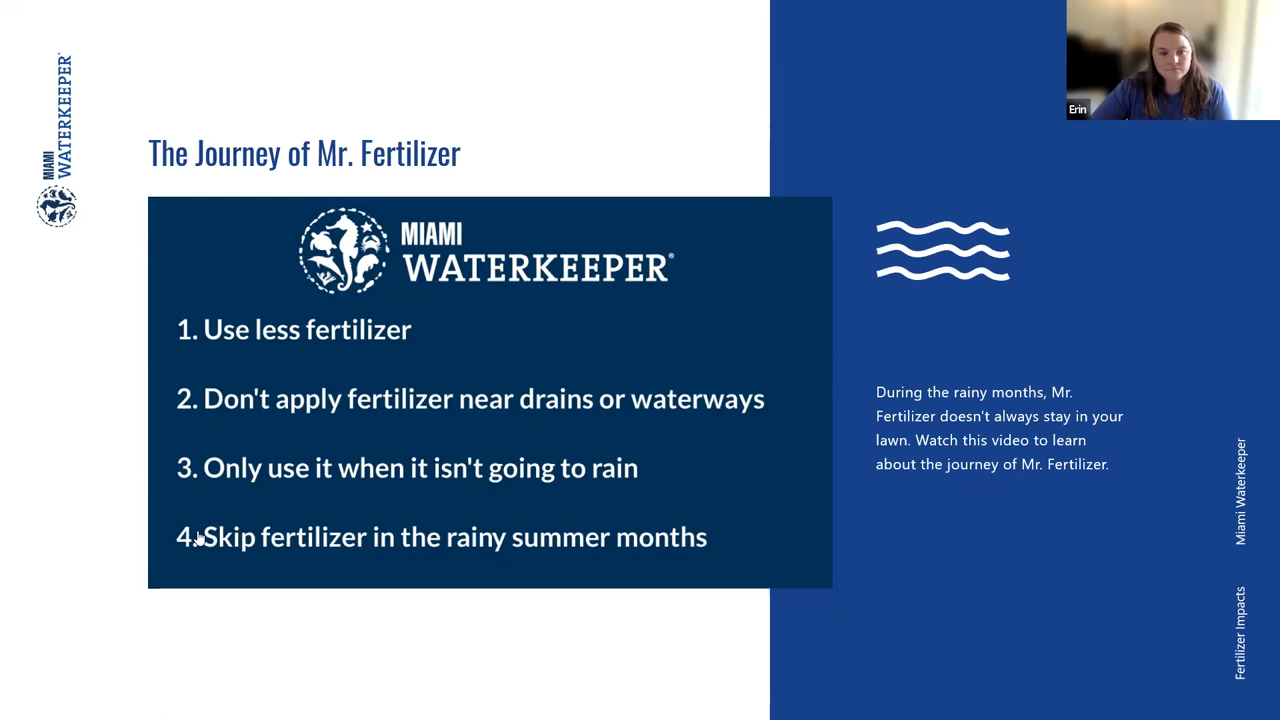 MIAMI
WATERKEEPER®
The Journey of Mr. Fertilizer
MIAMI
WATERKEEPER®
1. Use less fertilizer
2. Don't apply fertilizer near drains or waterways
3. Only use it when it isn't going to rain
4. Skip fertilizer in the rainy summer months
Erin
During the rainy months, Mr.
Fertilizer doesn't always stay in your
lawn. Watch this video to learn
about the journey of Mr. Fertilizer.
Miami Waterkeeper
Fertilizer Impacts